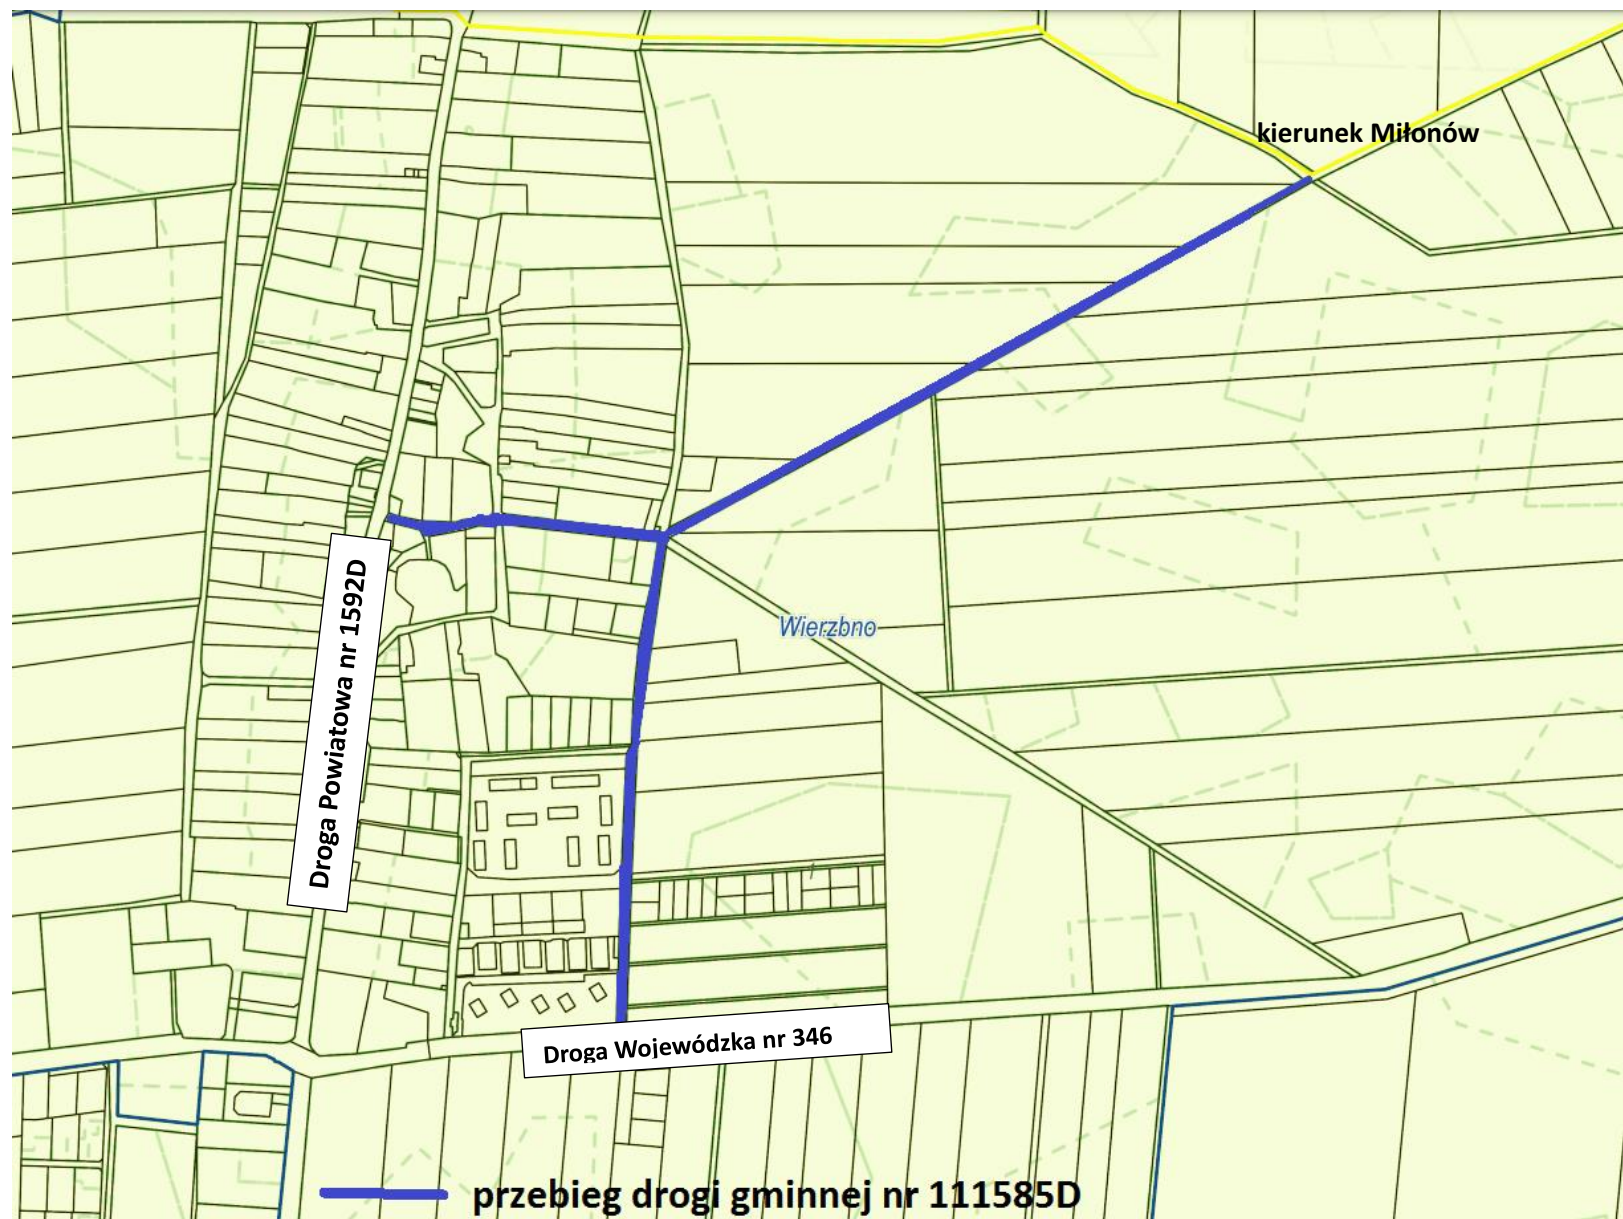 kierunek Miłonów
Droga Powiatowa nr 1592D
Wierzbno
Droga Wojewódzka nr 346
przebieg drogi gminnej nr 111585D